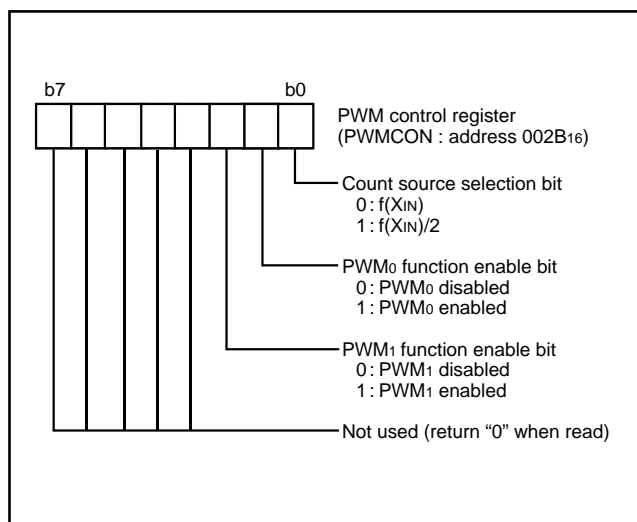 b7 b0
PWM control register
(PWMCON : address 002B16)
Count source selection bit
0 : f(XIN)
1 : f(XIN)/2
PWM0 function enable bit
0 : PWM0 disabled
1 : PWM0 enabled
PWM1 function enable bit
0 : PWM1 disabled
1 : PWM1 enabled
Not used (return “0” when read)